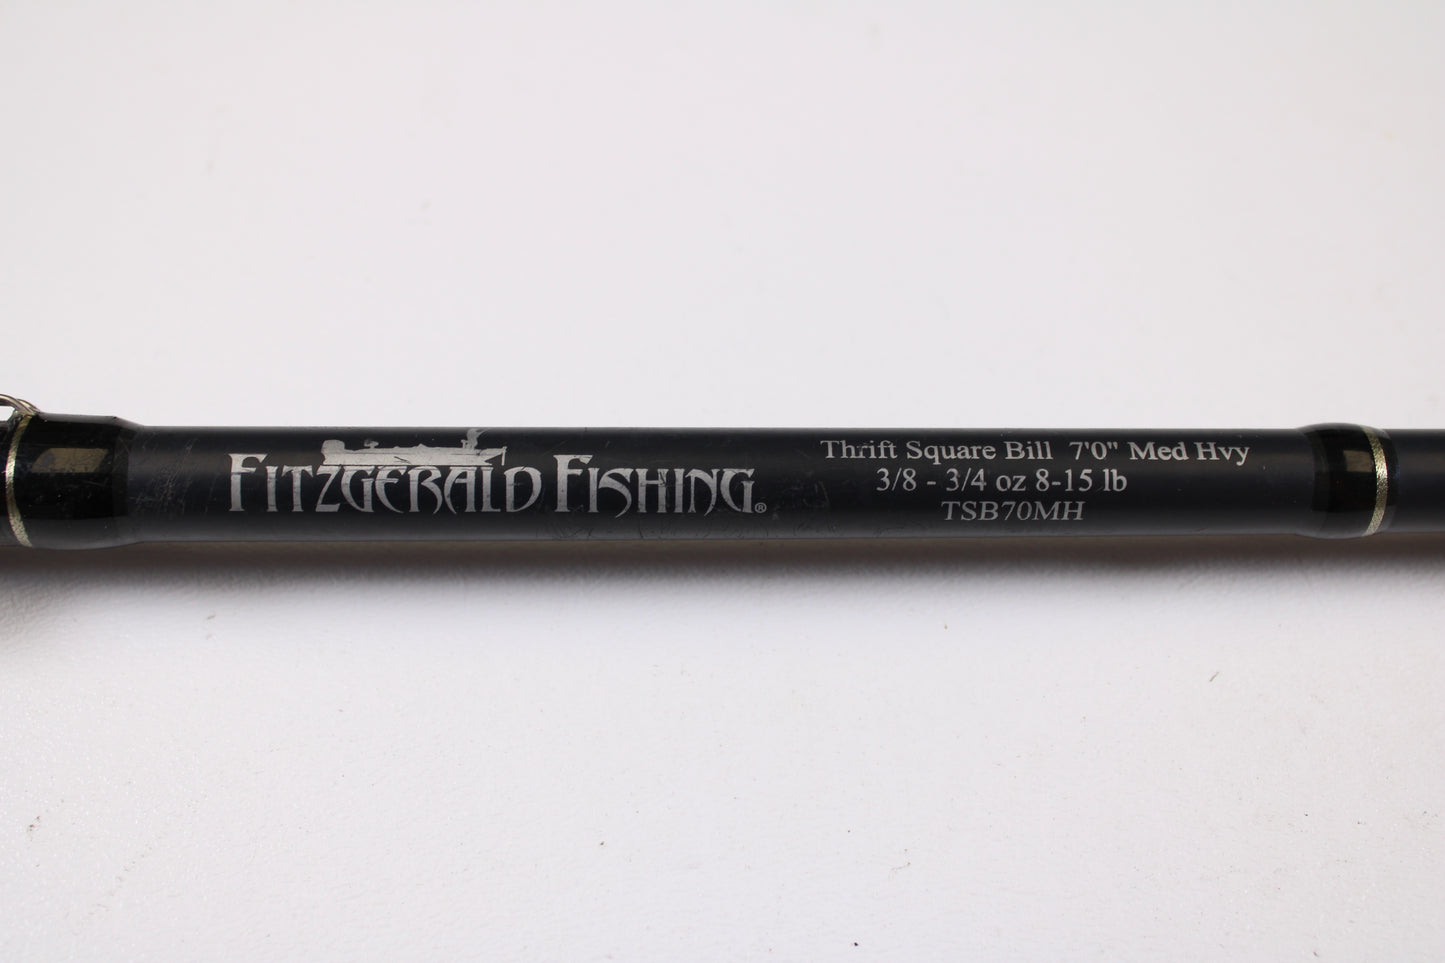 FITZGERALD FISHING®
Thrift Square Bill 7'0" Med Hvy
3/8 - 3/4 oz 8-15 lb
TSB70MH